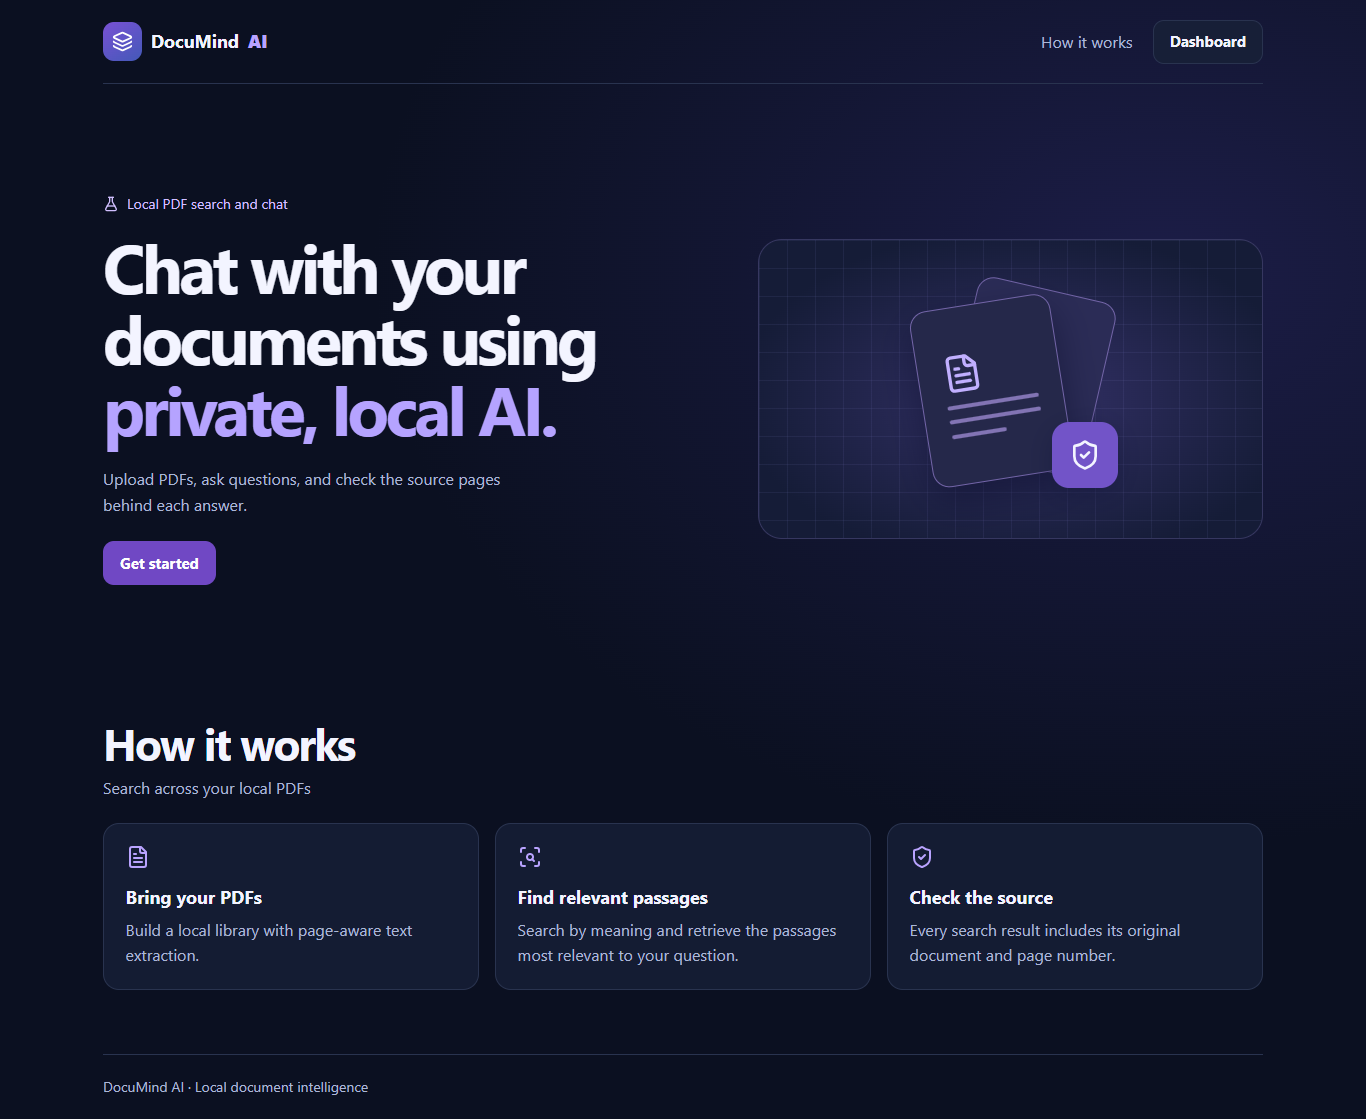 DocuMind AI
How it works
Dashboard
Local PDF search and chat
Chat with your
documents using
private, local AI.
Upload PDFs, ask questions, and check the source pages
behind each answer.
Get started
How it works
Search across your local PDFs
Bring your PDFs
Build a local library with page-aware text
extraction.
Find relevant passages
Search by meaning and retrieve the passages
most relevant to your question.
Check the source
Every search result includes its original
document and page number.
DocuMind AI · Local document intelligence